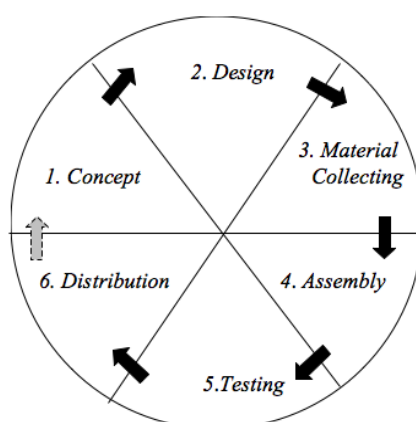 2. Design
3. Material
Collecting
1. Concept
6. Distribution
4. Assembly
5.Testing